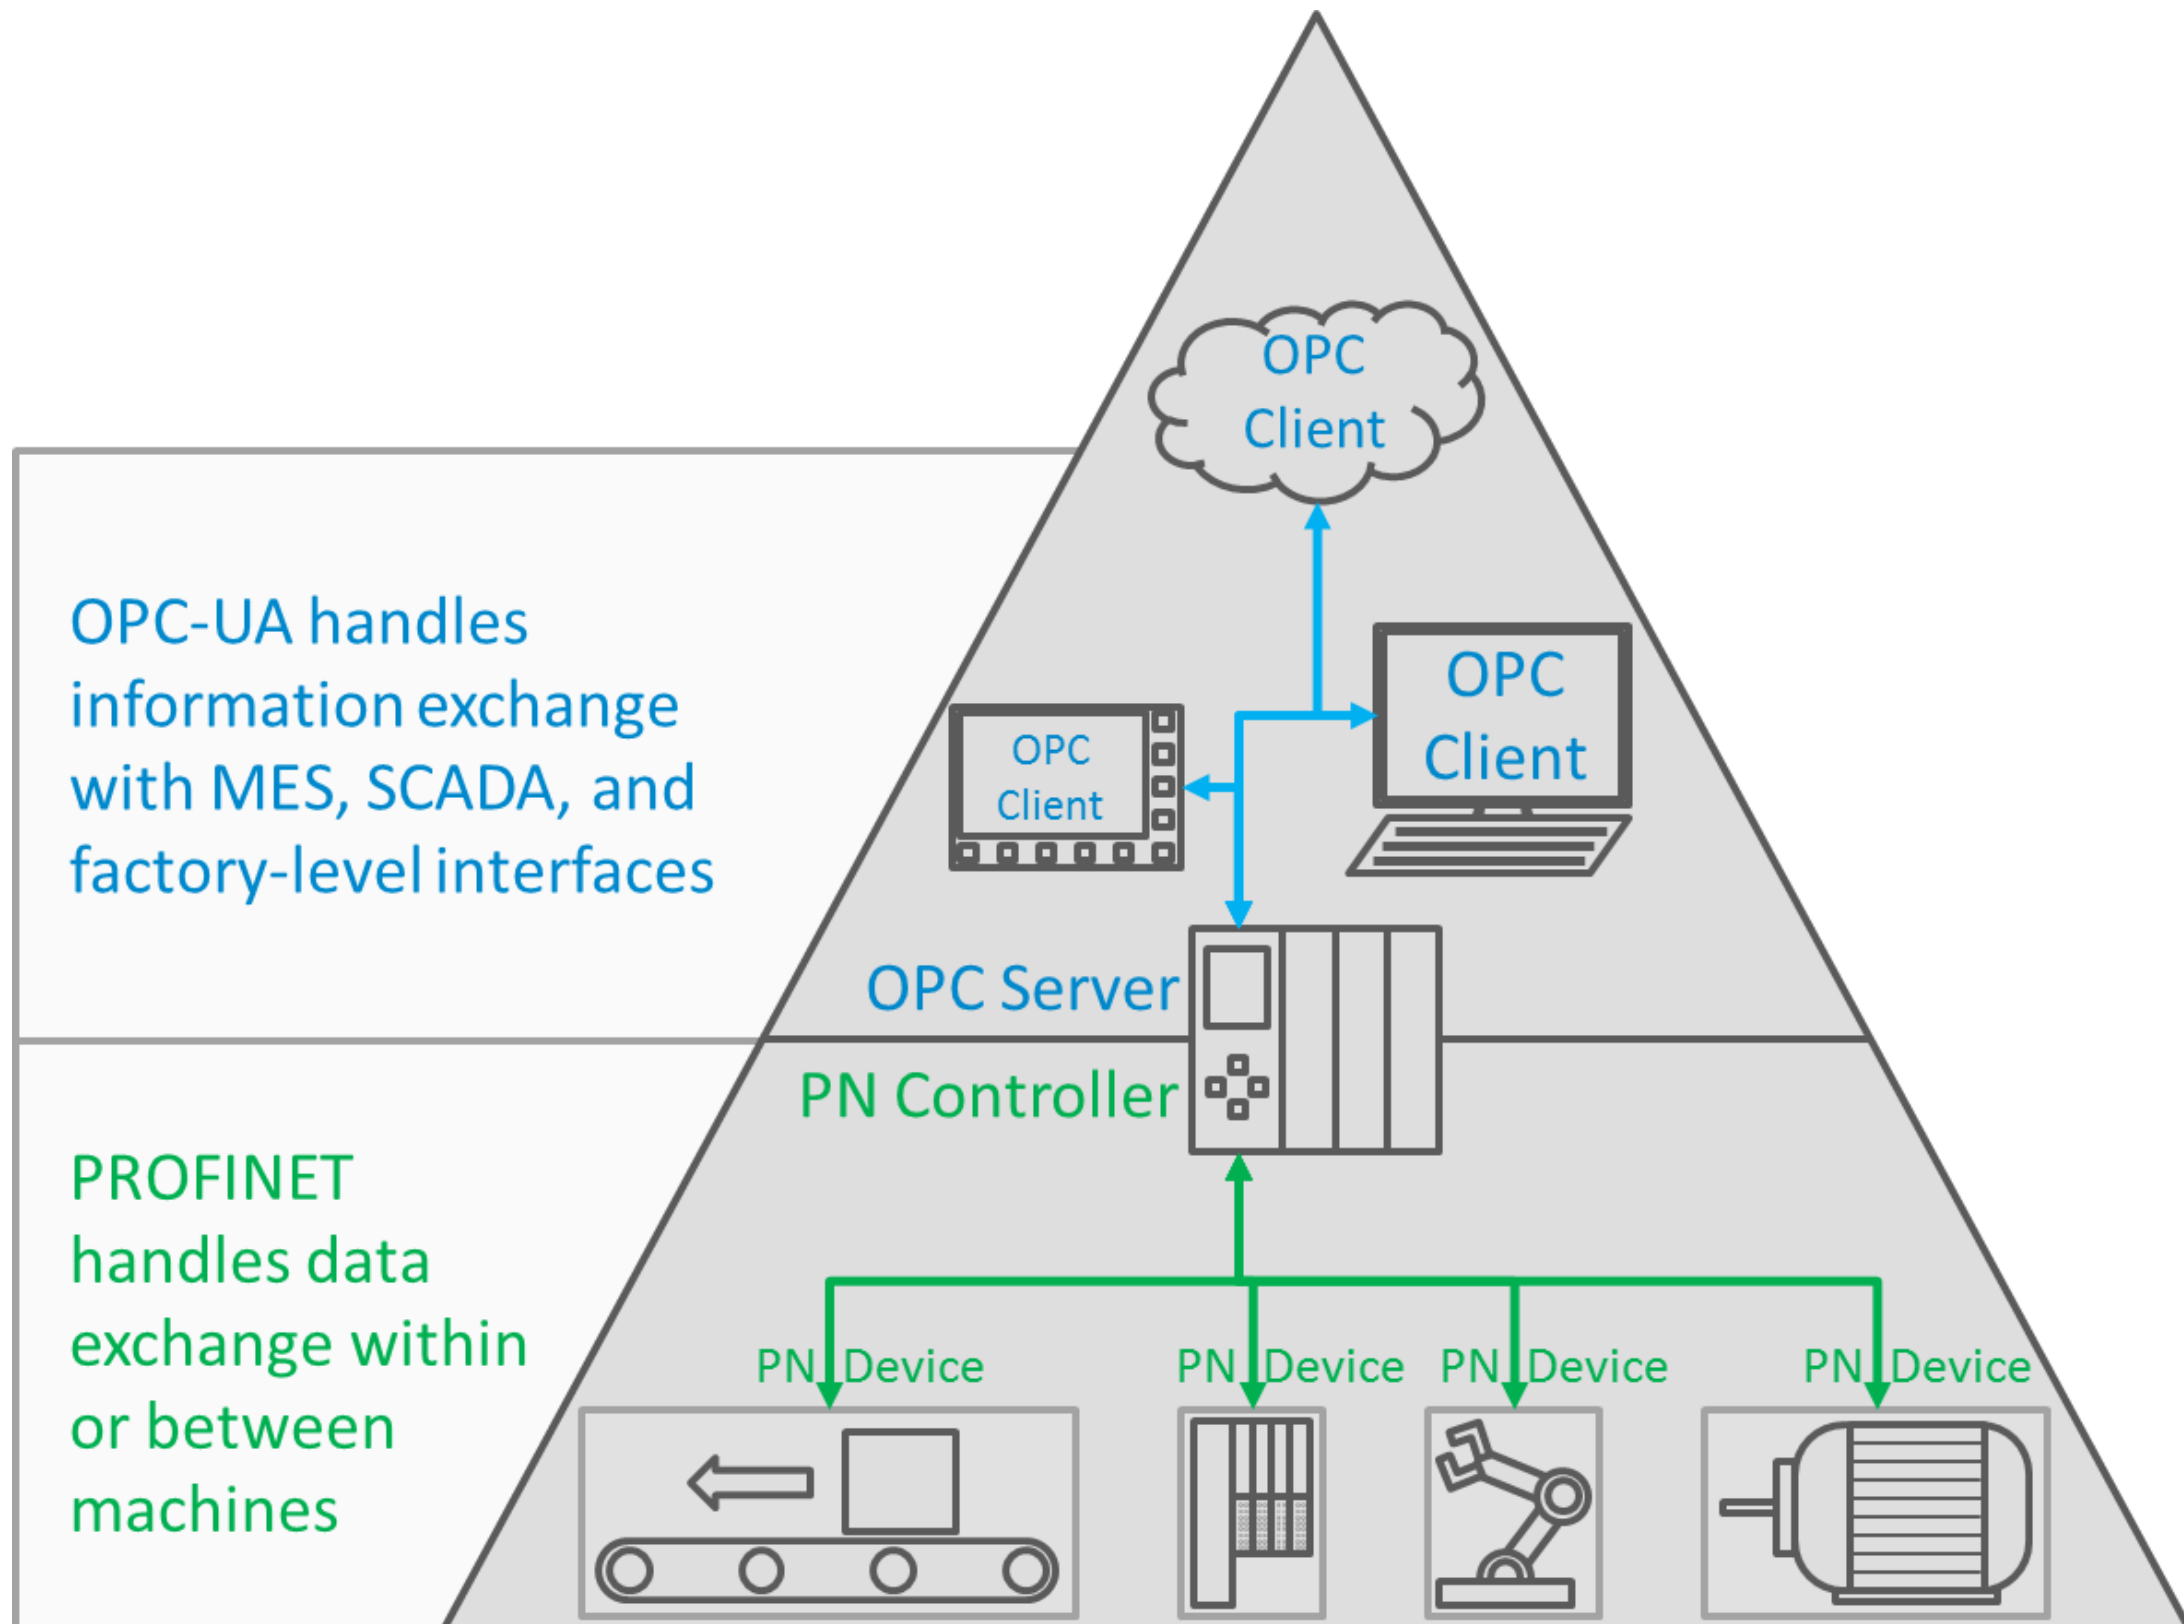 OPC
Client
OPC-UA handles
information exchange
with MES, SCADA, and
factory-level interfaces
OPC
Client
OPC
Client
OPC Server
PN Controller
PROFINET
handles data
exchange within
or between
machines
PN Device
PN Device
PN Device
PN Device